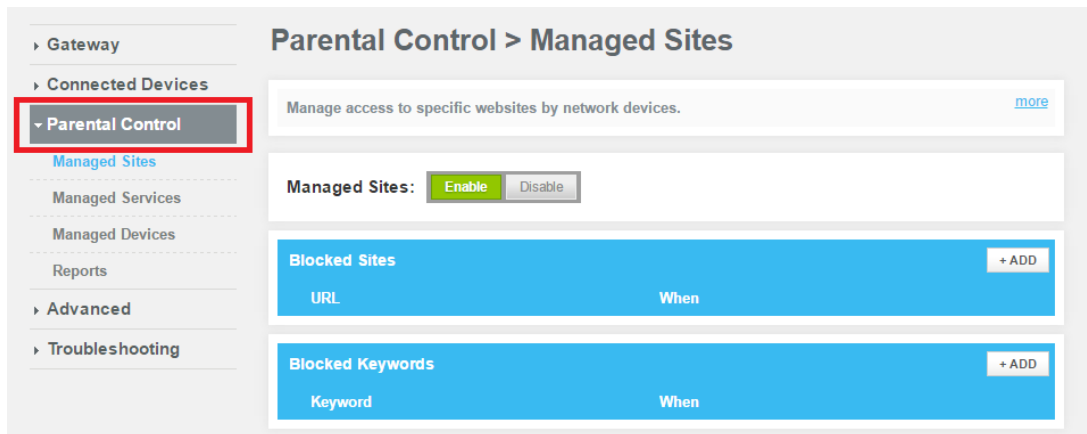 Gateway
Connected Devices
Parental Control
Managed Sites
Managed Services
Managed Devices
Reports
Advanced
Troubleshooting
Parental Control > Managed Sites
Manage access to specific websites by network devices. more
Managed Sites: Enable Disable
Blocked Sites + ADD
URL When
Blocked Keywords + ADD
Keyword When